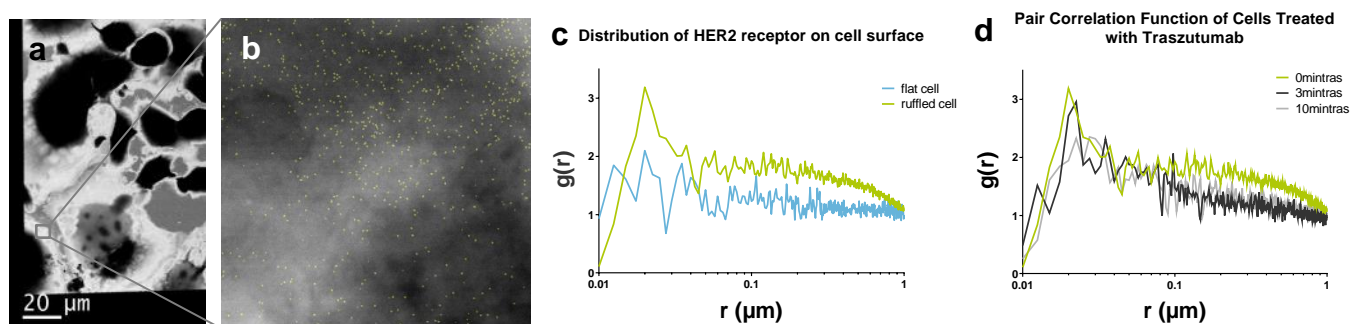 a
20 µm
b
c Distribution of HER2 receptor on cell surface
flat cell
ruffled cell
g(r)
3
2
1
0
0.01 0.1 1
r (µm)
d Pair Correlation Function of Cells Treated
with Traszutumab
0mintras
3mintras
10mintras
g(r)
3
2
1
0
0.01 0.1 1
r (µm)